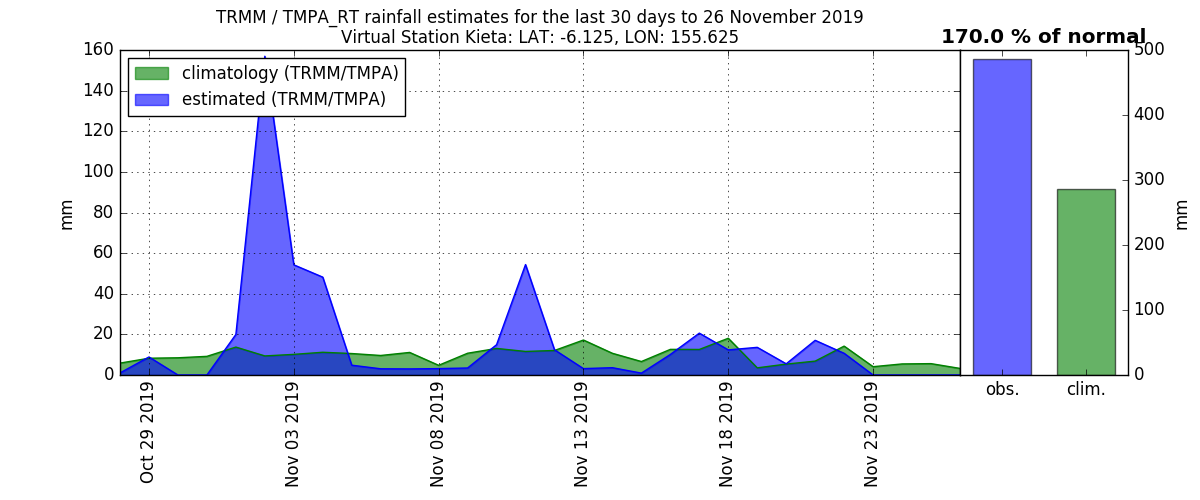 TRMM / TMPA_RT rainfall estimates for the last 30 days to 26 November 2019
Virtual Station Kieta: LAT: -6.125, LON: 155.625
170.0 % of normal
climatology (TRMM/TMPA)
estimated (TRMM/TMPA)
160
140
120
100
80
60
40
20
0
mm
Oct 29 2019
Nov 03 2019
Nov 08 2019
Nov 13 2019
Nov 18 2019
Nov 23 2019
500
400
300
200
100
0
mm
obs.
clim.